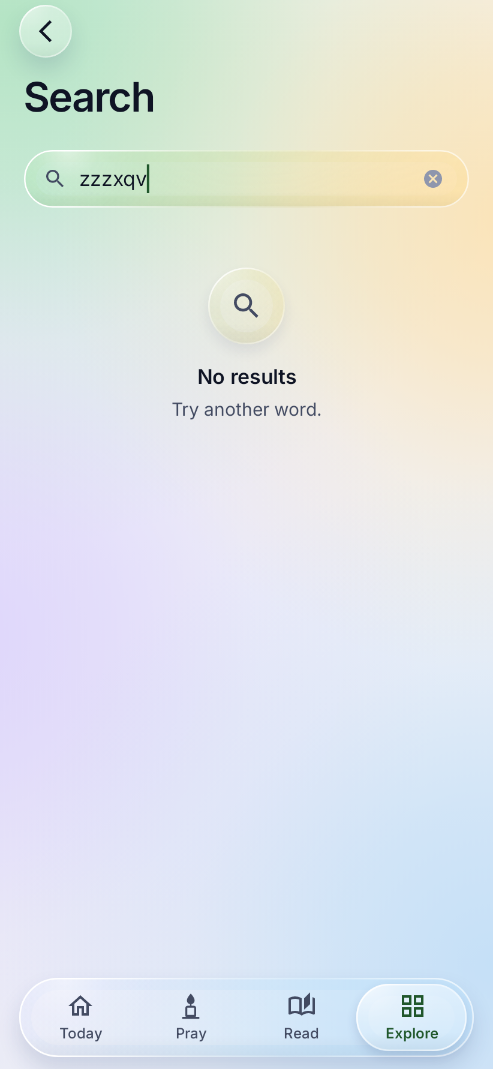 Search
zzzxqv
No results
Try another word.
Today
Pray
Read
Explore